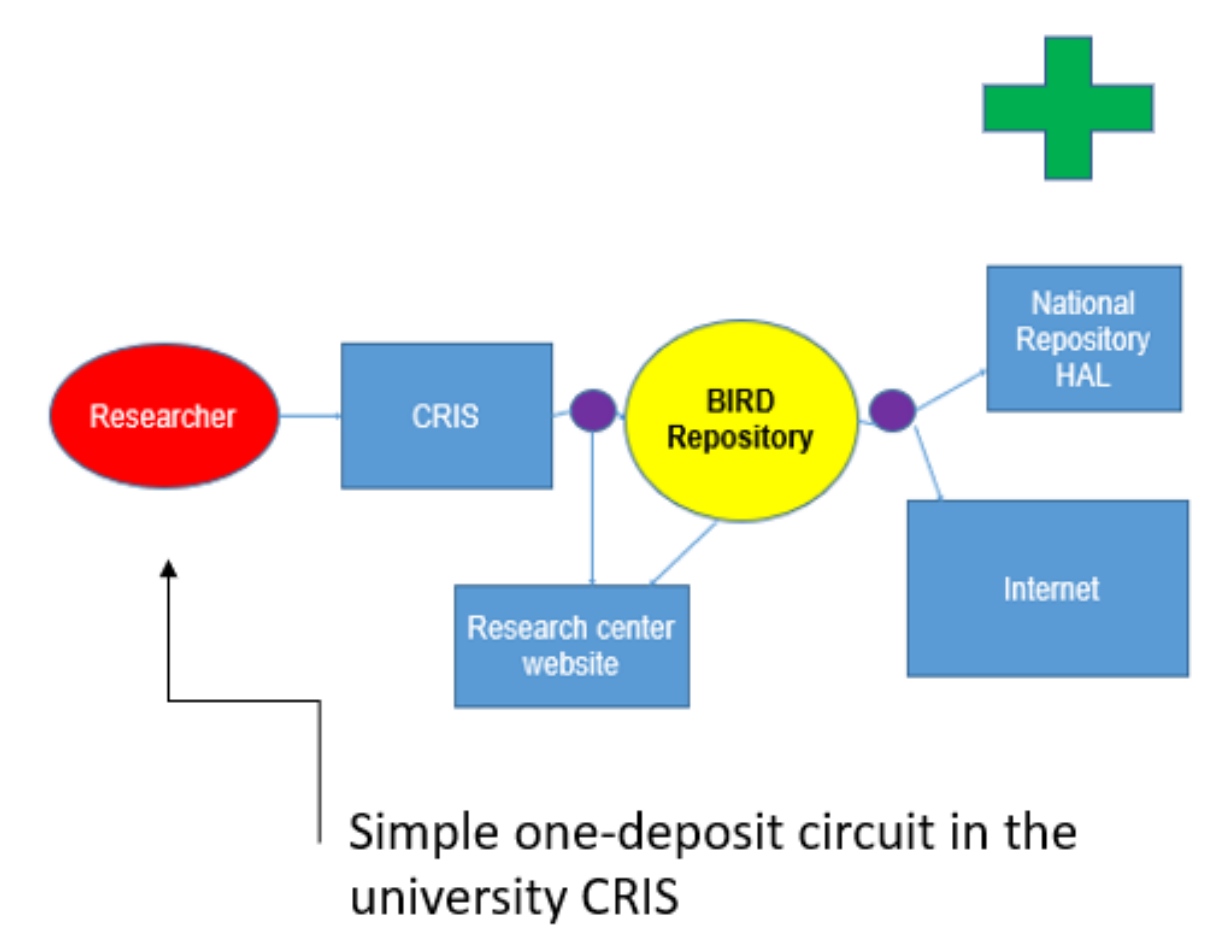 National
Repository
HAL
Researcher
CRIS
BIRD
Repository
Internet
Research center
website
Simple one-deposit circuit in the
university CRIS